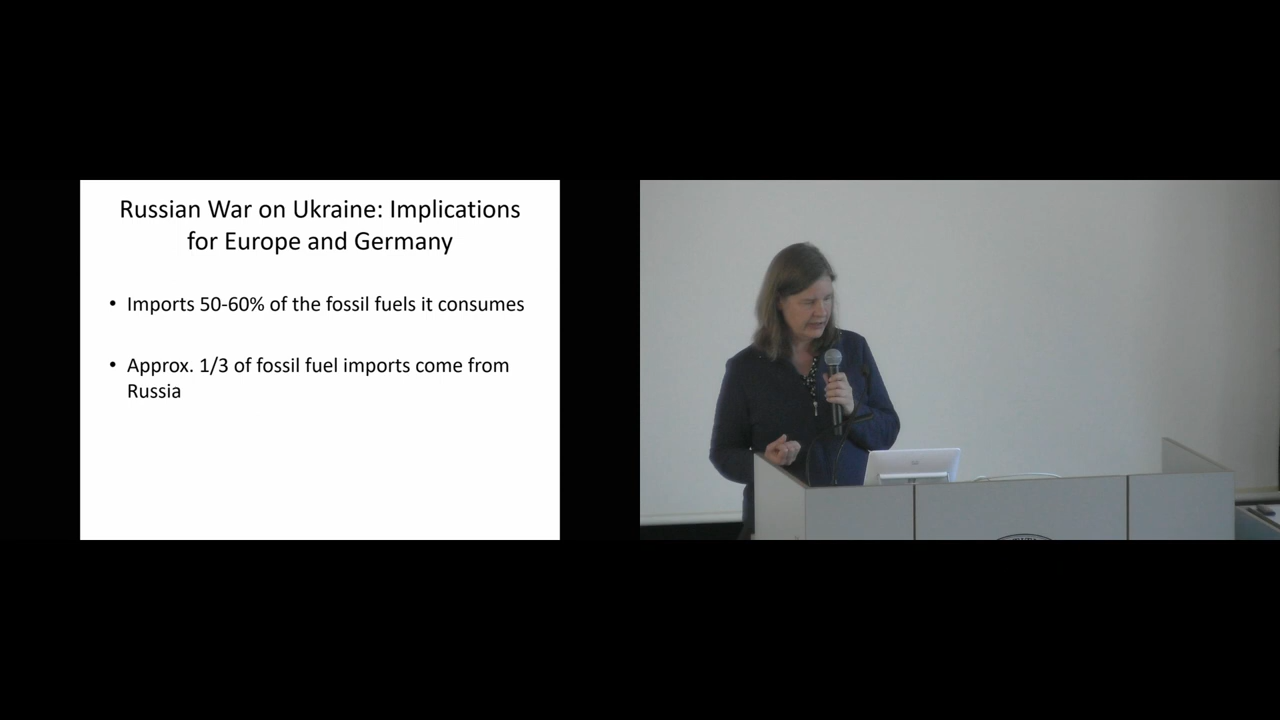 Russian War on Ukraine: Implications
for Europe and Germany
• Imports 50-60% of the fossil fuels it consumes
• Approx. 1/3 of fossil fuel imports come from
Russia